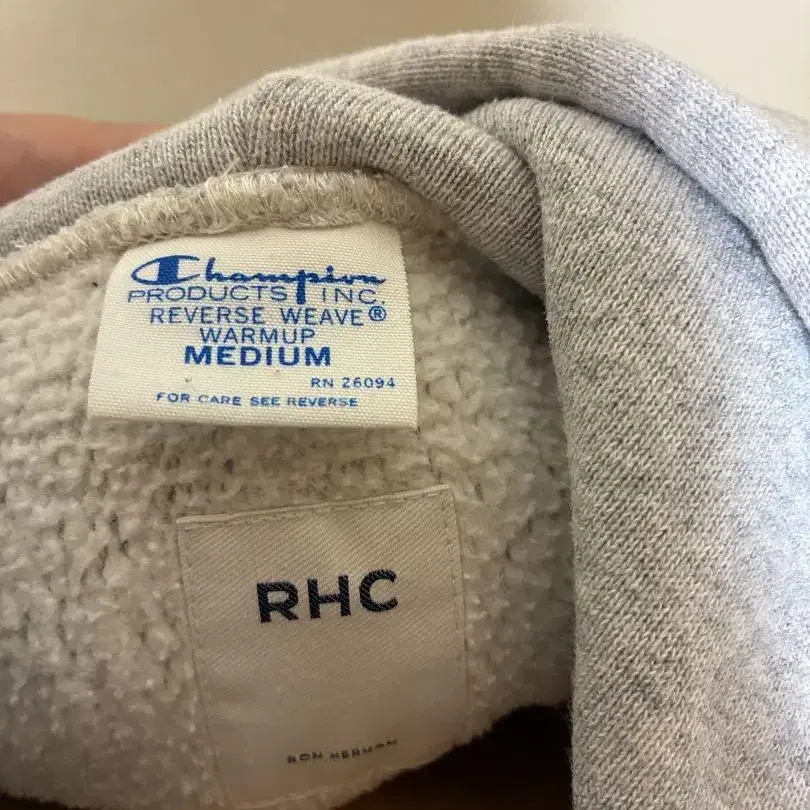 Champion
PRODUCTS INC.
REVERSE WEAVE®
WARMUP
MEDIUM
RN 26094
FOR CARE SEE REVERSE
RHC
RON HERMAN